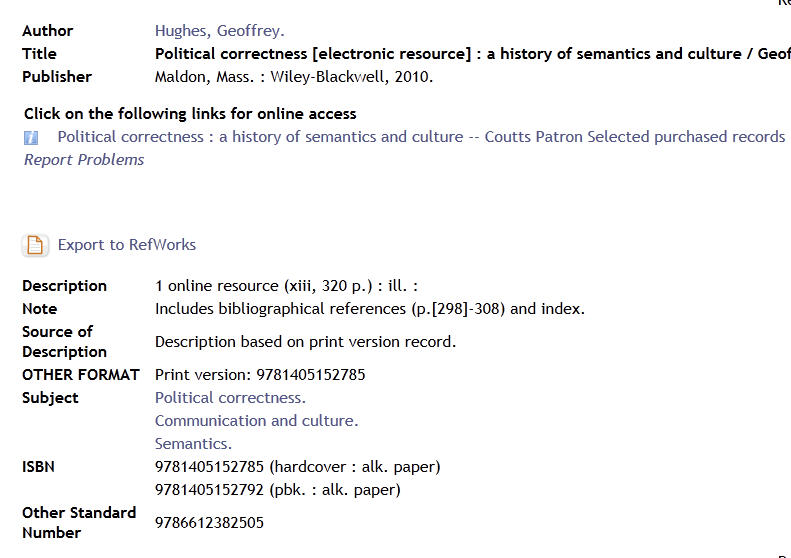 Author Hughes, Geoffrey.
Title Political correctness [electronic resource] : a history of semantics and culture / Geof
Publisher Maldon, Mass. : Wiley-Blackwell, 2010.
Click on the following links for online access
Political correctness : a history of semantics and culture -- Coutts Patron Selected purchased records
Report Problems
Export to RefWorks
Description 1 online resource (xiii, 320 p.) : ill. :
Note Includes bibliographical references (p.[298]-308) and index.
Source of
Description Description based on print version record.
OTHER FORMAT Print version: 9781405152785
Subject Political correctness.
Communication and culture.
Semantics.
ISBN 9781405152785 (hardcover : alk. paper)
9781405152792 (pbk. : alk. paper)
Other Standard
Number 9786612382505